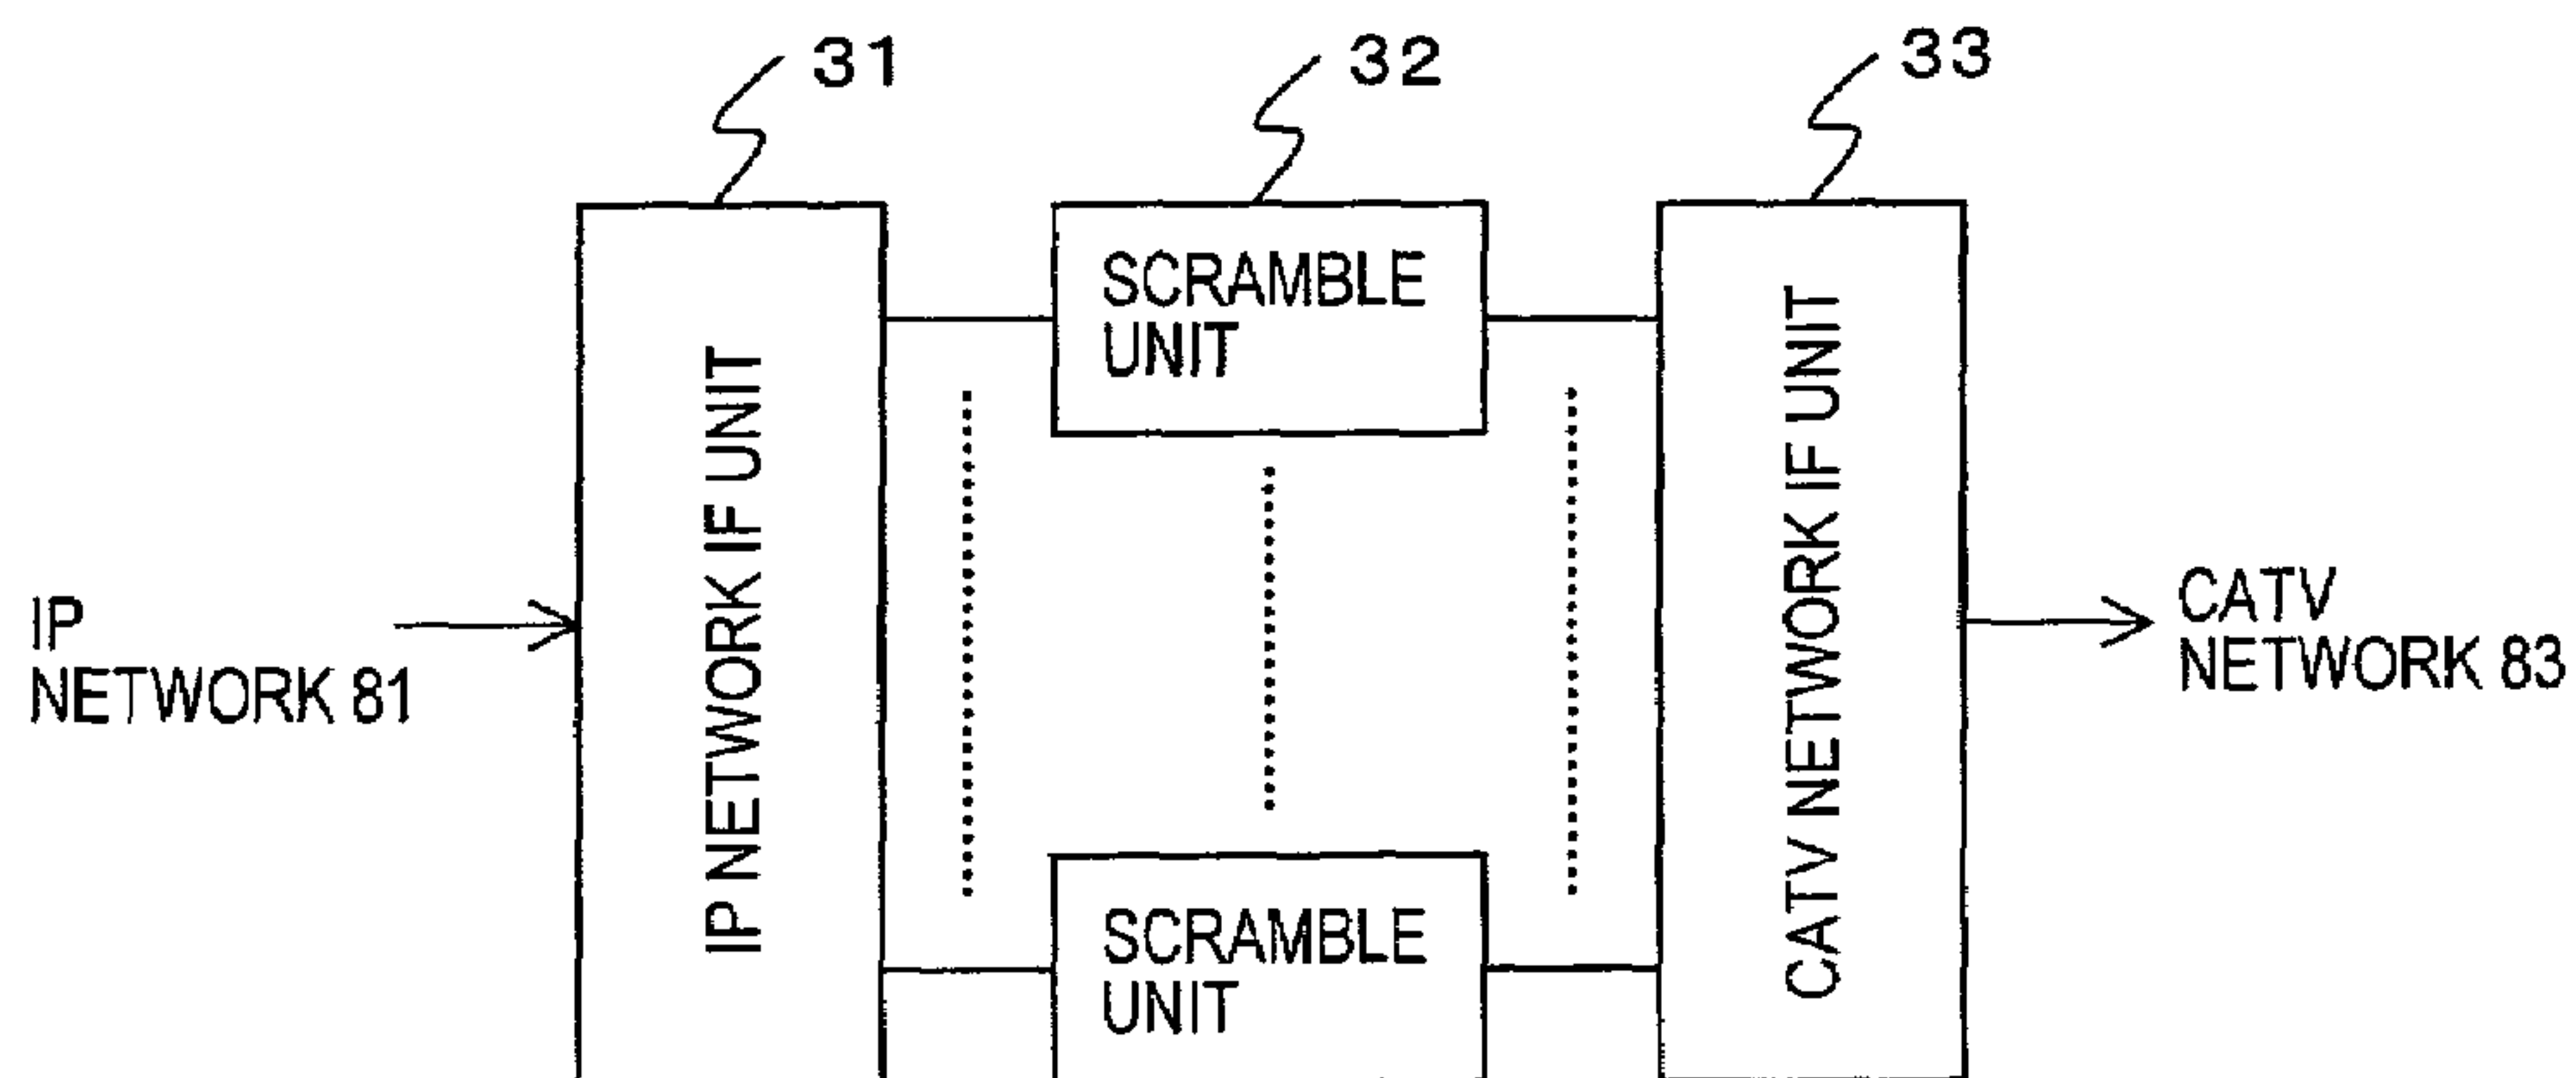 31
32
33
SCRAMBLE
UNIT
IP NETWORK IF UNIT
CATV NETWORK IF UNIT
IP
NETWORK 81
CATV
NETWORK 83
SCRAMBLE
UNIT